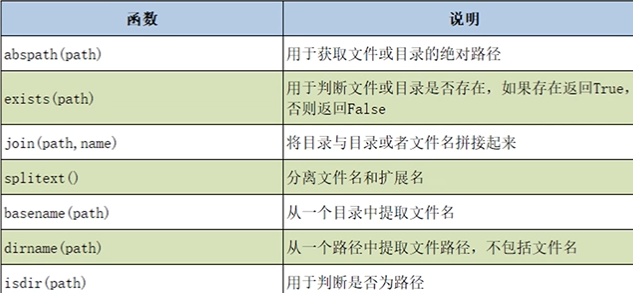 函数 说明
abspath(path) 用于获取文件或目录的绝对路径
exists(path) 用于判断文件或目录是否存在，如果存在返回True，
否则返回False
join(path,name) 将目录与目录或者文件名拼接起来
splitext() 分离文件名和扩展名
basename(path) 从一个目录中提取文件名
dirname(path) 从一个路径中提取文件路径，不包括文件名
isdir(path) 用于判断是否为路径